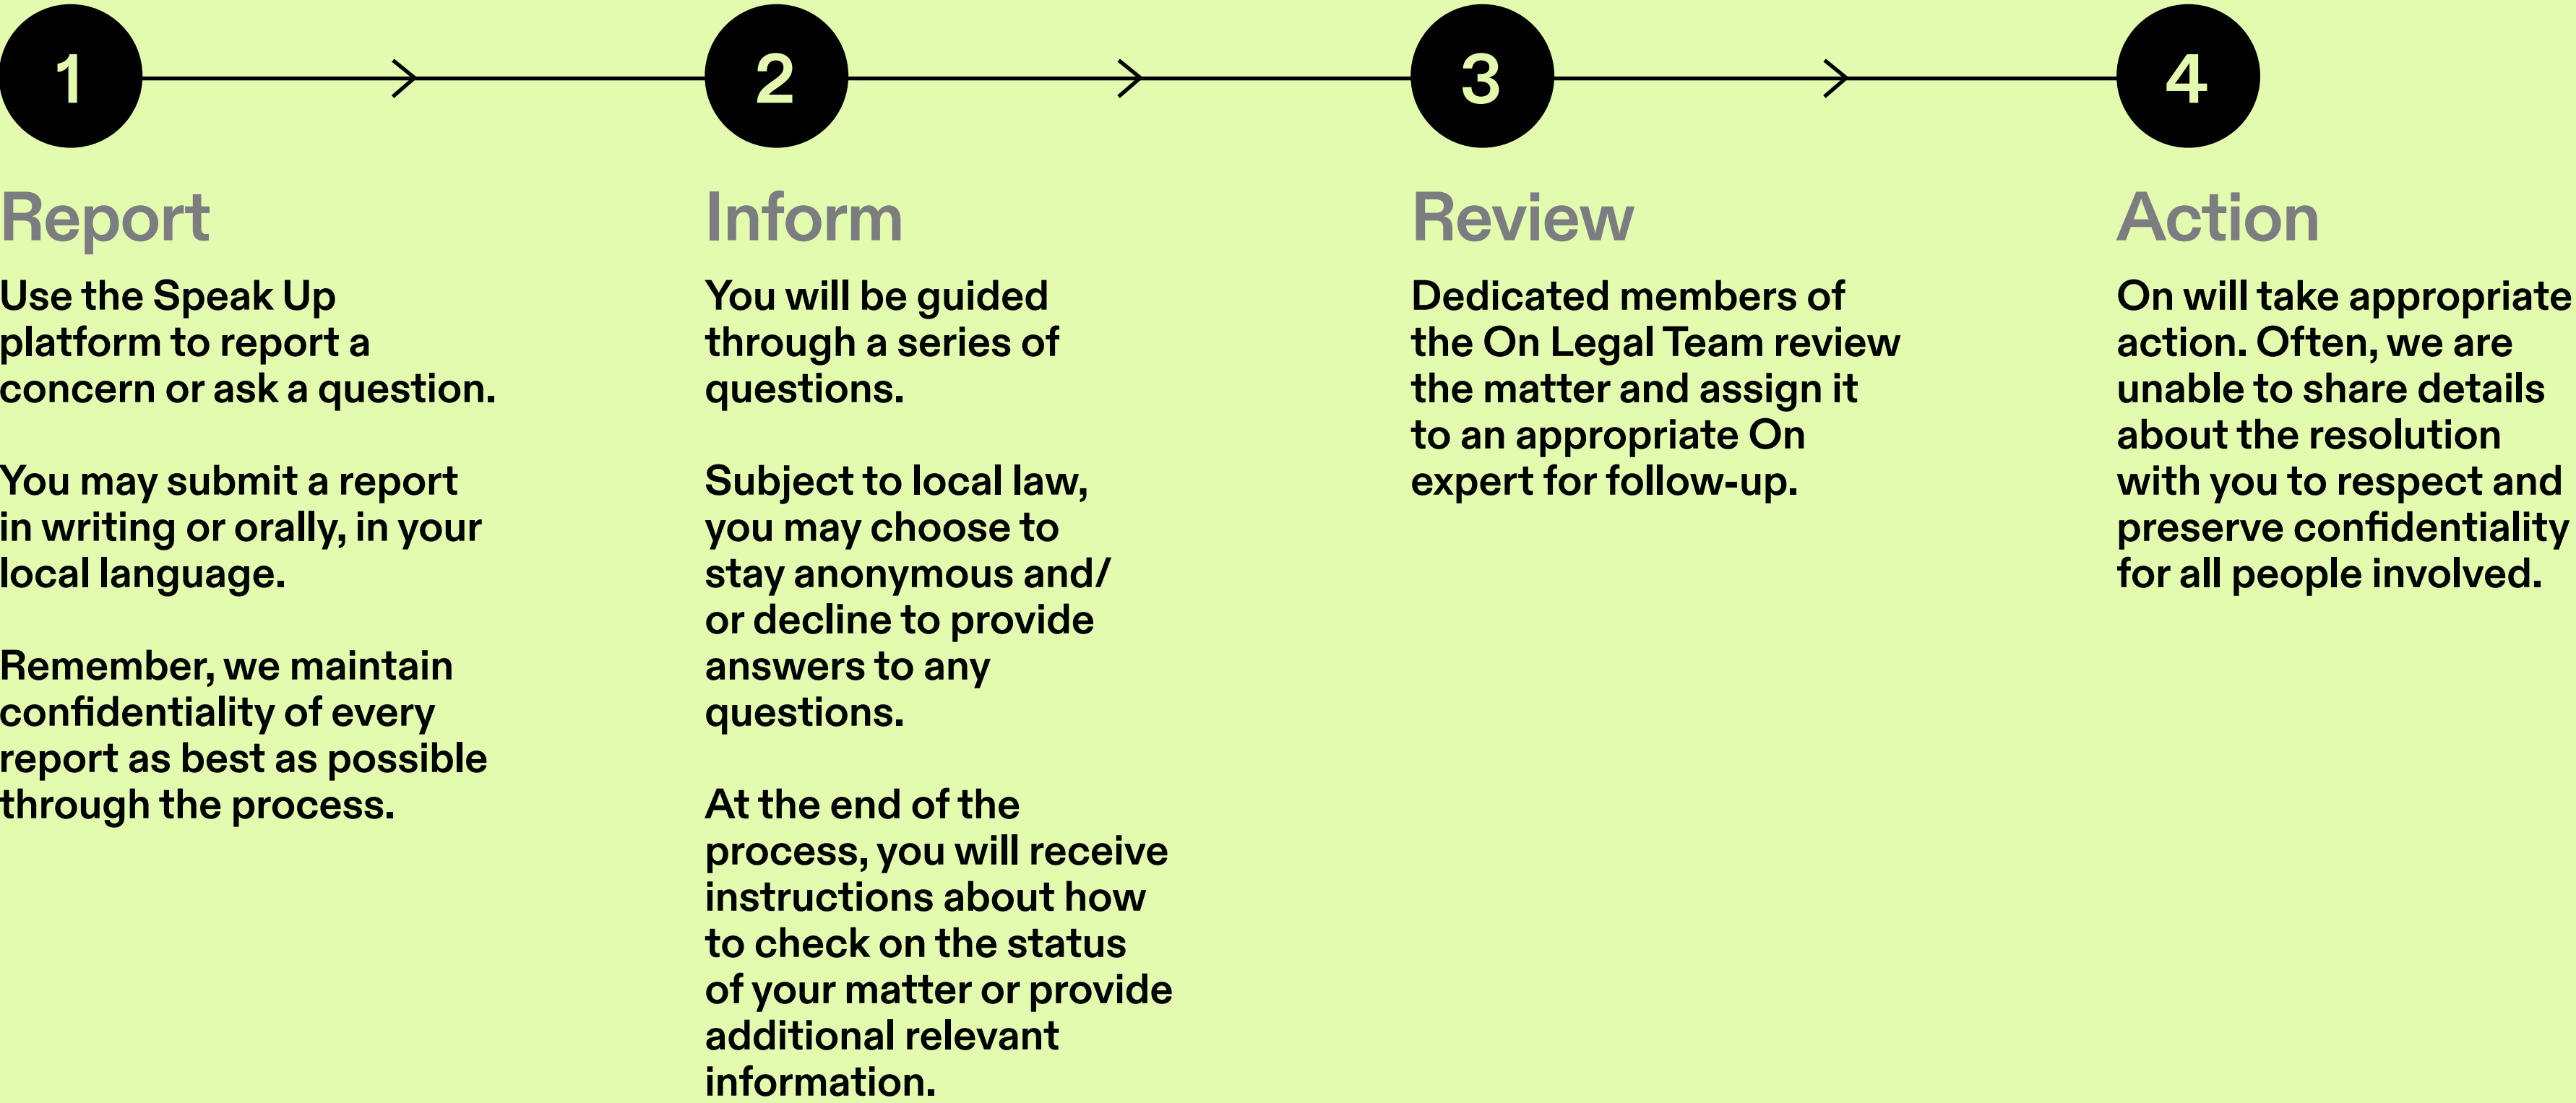 1
Report
Use the Speak Up
platform to report a
concern or ask a question.
You may submit a report
in writing or orally, in your
local language.
Remember, we maintain
confidentiality of every
report as best as possible
through the process.
2
Inform
You will be guided
through a series of
questions.
Subject to local law,
you may choose to
stay anonymous and/
or decline to provide
answers to any
questions.
At the end of the
process, you will receive
instructions about how
to check on the status
of your matter or provide
additional relevant
information.
3
Review
Dedicated members of
the On Legal Team review
the matter and assign it
to an appropriate On
expert for follow-up.
4
Action
On will take appropriate
action. Often, we are
unable to share details
about the resolution
with you to respect and
preserve confidentiality
for all people involved.